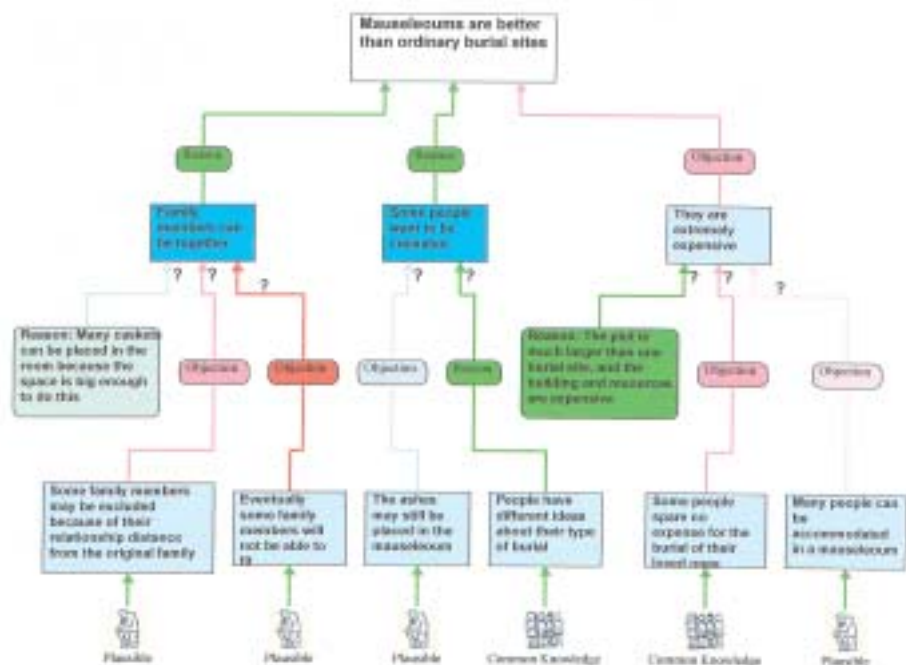 Mauseleoums are better
than ordinary burial sites
Reason
Reason
Objection
Family
members can
be together
Some people
want to be
cremated
They are
extremely
expensive
?
?
?
?
?
?
?
?
Reason: Many caskets
can be placed in the
room because the
space is big enough
to do this
Objection
Objection
Objection
Reason
Reason: The plot is
much larger than one
burial site, and the
building and resources
are expensive
Objection
Objection
Some family members
may be excluded
because of their
relationship distance
from the original family
Eventually
some family
members will
not be able to
fit
The ashes
may still be
placed in the
mauseleoum
People have
different ideas
about their type of
burial
Some people
spare no
expense for the
burial of their
loved ones
Many people can
be
accommodated
in a mauseleoum
Plausible
Plausible
Plausible
Common Knowledge
Common Knowledge
Plausible